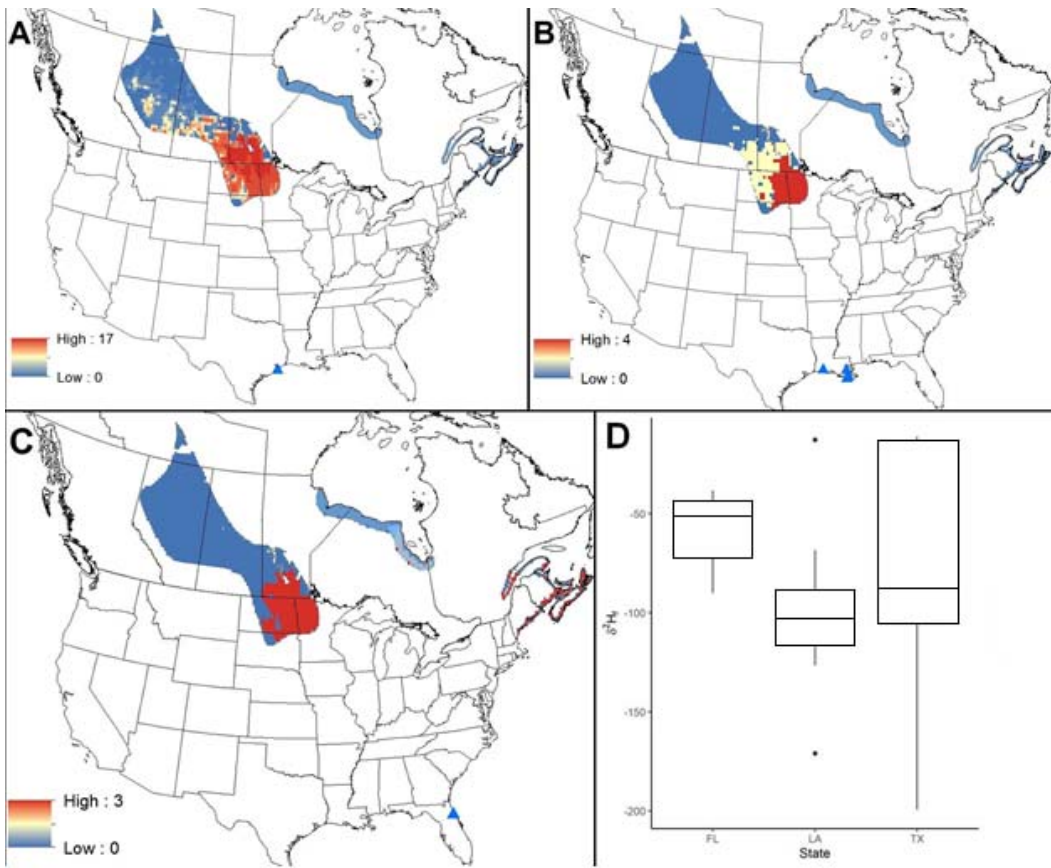 A
High : 17
Low : 0
B
High : 4
Low : 0
C
High : 3
Low : 0
D
δ²Hf
-50
-100
-150
-200
FL
LA
TX
State